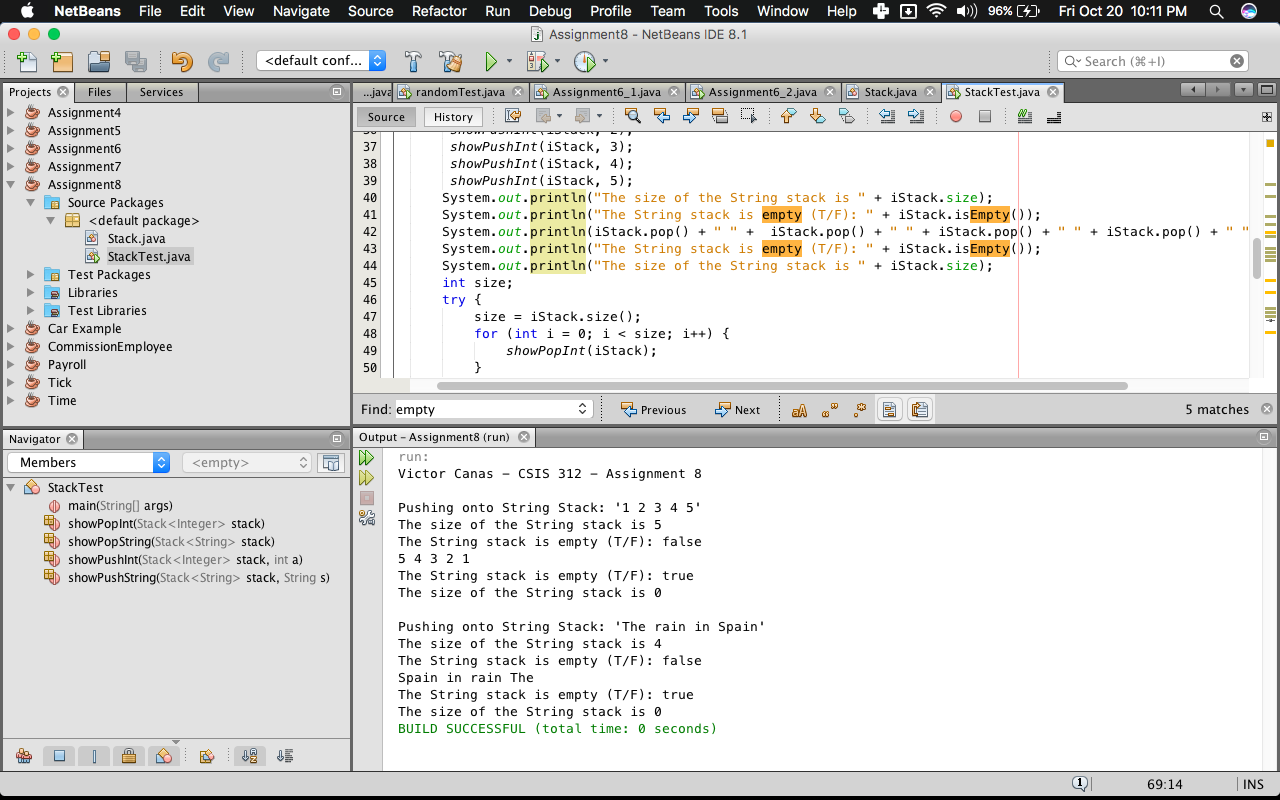 NetBeans File Edit View Navigate Source Refactor Run Debug Profile Team Tools Window Help 96% Fri Oct 20 10:11 PM
Assignment8 - NetBeans IDE 8.1
<default conf...
Search (⌘+I)
Projects Files Services
Assignment4
Assignment5
Assignment6
Assignment7
Assignment8
Source Packages
<default package>
Stack.java
StackTest.java
Test Packages
Libraries
Test Libraries
Car Example
CommissionEmployee
Payroll
Tick
Time
...java randomTest.java Assignment6_1.java Assignment6_2.java Stack.java StackTest.java
Source History
36 showPushInt(iStack, 2);
37 showPushInt(iStack, 3);
38 showPushInt(iStack, 4);
39 showPushInt(iStack, 5);
40 System.out.println("The size of the String stack is " + iStack.size);
41 System.out.println("The String stack is empty (T/F): " + iStack.isEmpty());
42 System.out.println(iStack.pop() + " " +  iStack.pop() + " " + iStack.pop() + " " + iStack.pop() + " "
43 System.out.println("The String stack is empty (T/F): " + iStack.isEmpty());
44 System.out.println("The size of the String stack is " + iStack.size);
45 int size;
46 try {
47 size = iStack.size();
48 for (int i = 0; i < size; i++) {
49 showPopInt(iStack);
50 }
Find: empty Previous Next 5 matches
Navigator
Members <empty>
StackTest
main(String[] args)
showPopInt(Stack<Integer> stack)
showPopString(Stack<String> stack)
showPushInt(Stack<Integer> stack, int a)
showPushString(Stack<String> stack, String s)
Output - Assignment8 (run)
run:
Victor Canas - CSIS 312 - Assignment 8
Pushing onto String Stack: '1 2 3 4 5'
The size of the String stack is 5
The String stack is empty (T/F): false
5 4 3 2 1
The String stack is empty (T/F): true
The size of the String stack is 0
Pushing onto String Stack: 'The rain in Spain'
The size of the String stack is 4
The String stack is empty (T/F): false
Spain in rain The
The String stack is empty (T/F): true
The size of the String stack is 0
BUILD SUCCESSFUL (total time: 0 seconds)
1 69:14 INS